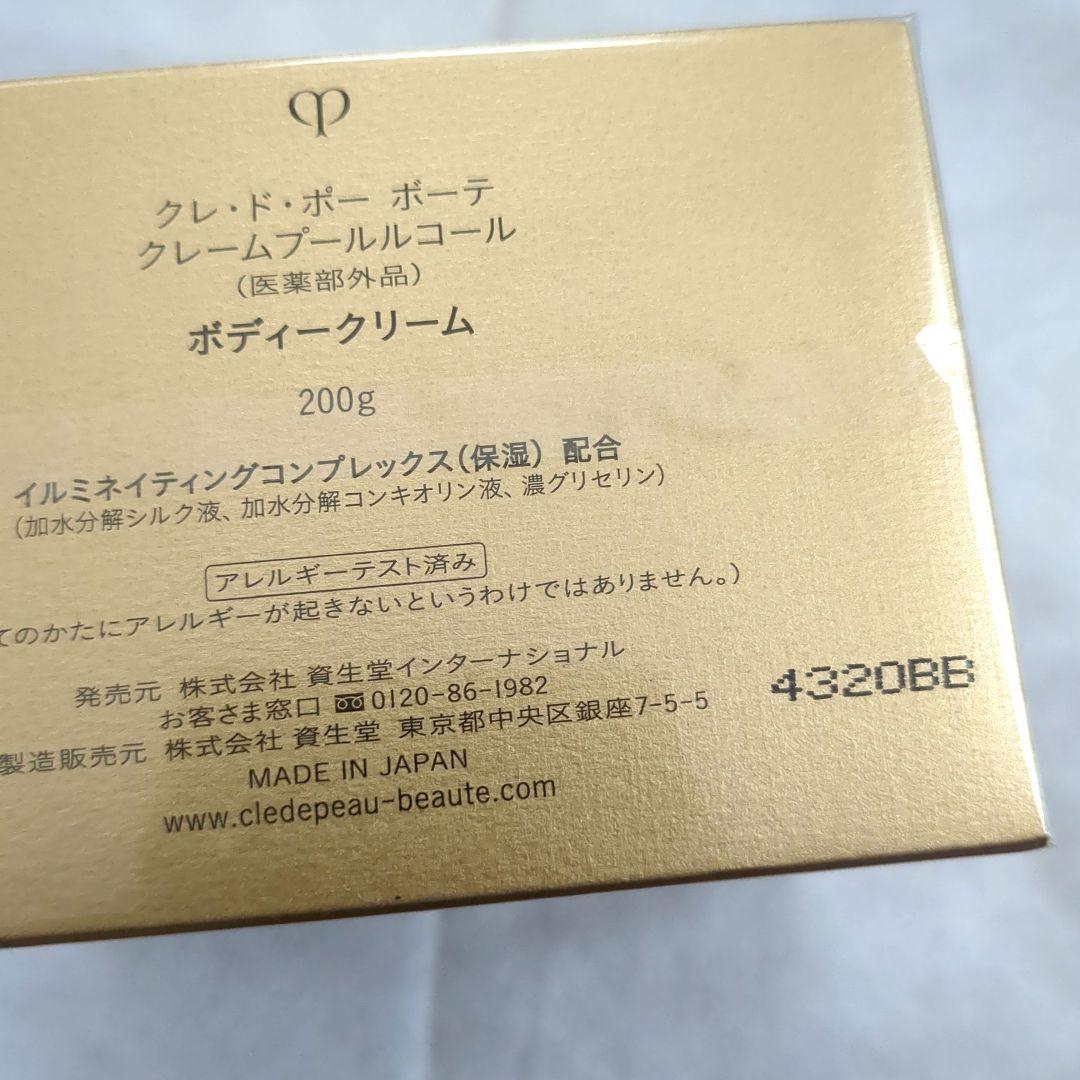 クレ・ド・ポー ボーテ
クレームプールルコール
（医薬部外品）
ボディークリーム
200g
イルミネイティングコンプレックス（保湿） 配合
（加水分解シルク液、加水分解コンキオリン液、濃グリセリン）
アレルギーテスト済み
てのかたにアレルギーが起きないというわけではありません。）
発売元 株式会社 資生堂インターナショナル
お客さま窓口 0120-86-1982
製造販売元 株式会社 資生堂 東京都中央区銀座7-5-5
MADE IN JAPAN
www.cledepeau-beaute.com
4320BB